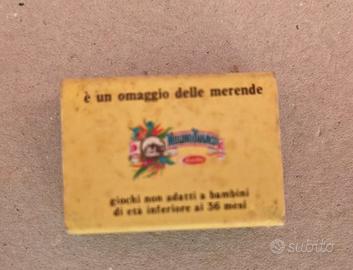 è un omaggio delle merende
Mulino Bianco
giochi non adatti a bambini
di età inferiore ai 36 mesi
subito